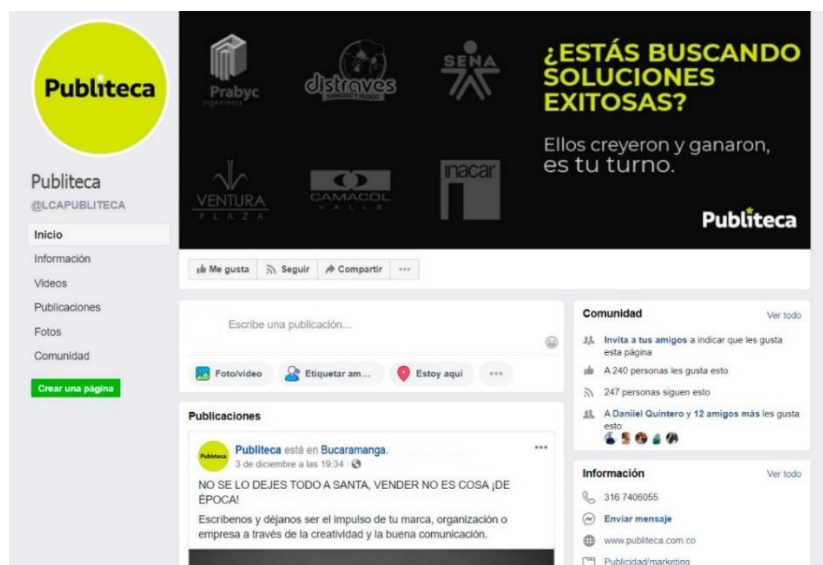 Publiteca
Publiteca
@LCAPUBLITECA
Inicio
Información
Videos
Publicaciones
Fotos
Comunidad
Crear una página
Prabyc
Ingenieros
distraves
SENA
VENTURA
PLAZA
CAMACOL
VALLS
inacar
¿ESTÁS BUSCANDO
SOLUCIONES
EXITOSAS?
Ellos creyeron y ganaron,
es tu turno.
Publiteca
Me gusta
Seguir
Compartir
Escribe una publicación...
Foto/video
Etiquetar am...
Estoy aquí
Publicaciones
Publiteca
Publiteca está en Bucaramanga.
3 de diciembre a las 19:34 ·
NO SE LO DEJES TODO A SANTA, VENDER NO ES COSA ¡DE
ÉPOCA!
Escríbenos y déjanos ser el impulso de tu marca, organización o
empresa a través de la creatividad y la buena comunicación.
Comunidad
Ver todo
Invita a tus amigos a indicar que les gusta
esta página
A 240 personas les gusta esto
247 personas siguen esto
A Daniiel Quintero y 12 amigos más les gusta
esto
Información
Ver todo
316 7406055
Enviar mensaje
www.publiteca.com.co
Publicidad/marketing